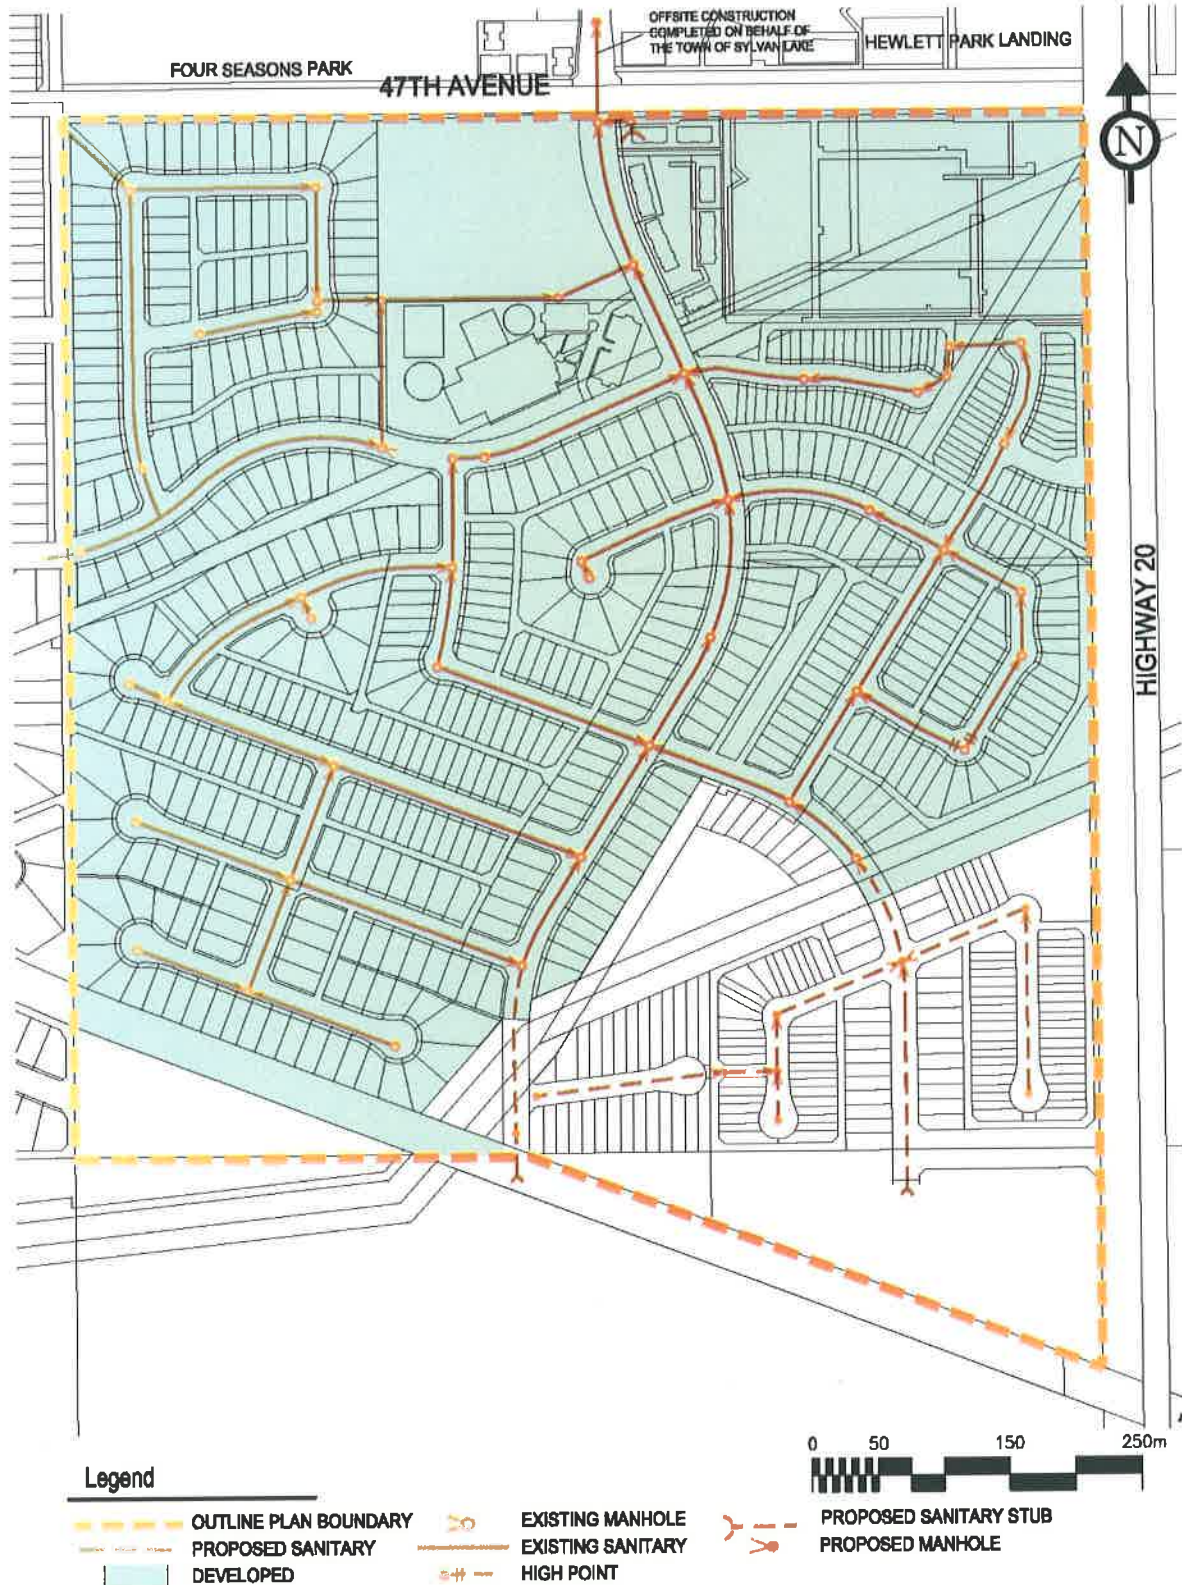 OFFSITE CONSTRUCTION
COMPLETED ON BEHALF OF
THE TOWN OF SYLVAN LAKE
HEWLETT PARK LANDING
FOUR SEASONS PARK
47TH AVENUE
N
HIGHWAY 20
0 50 150 250m
Legend
OUTLINE PLAN BOUNDARY
PROPOSED SANITARY
DEVELOPED
EXISTING MANHOLE
EXISTING SANITARY
HIGH POINT
PROPOSED SANITARY STUB
PROPOSED MANHOLE